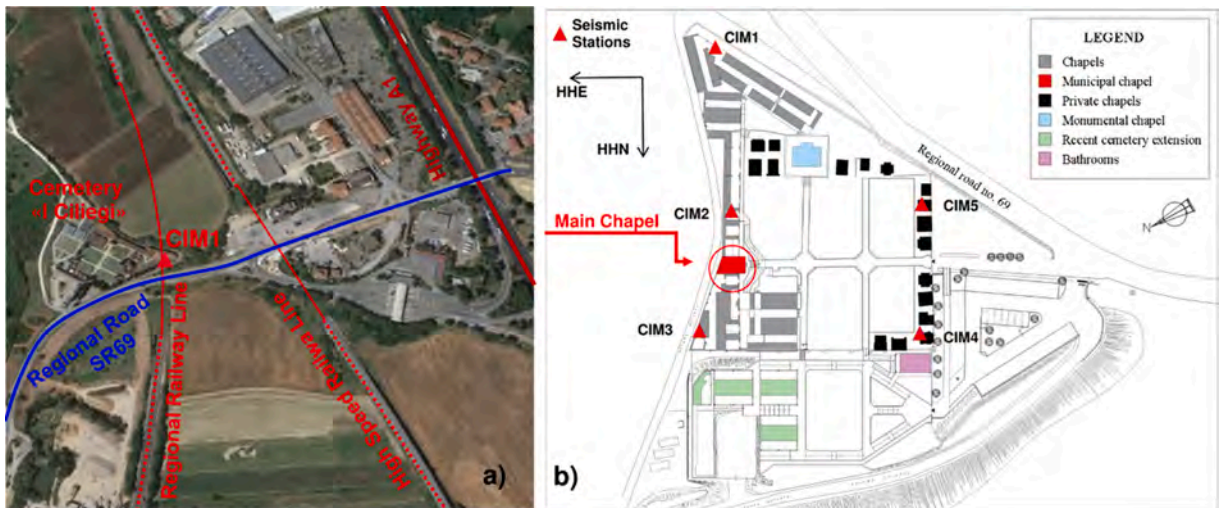 Highway A1
Cemetery
«I Ciliegi»
CIM1
Regional Road
SR69
Regional Railway Line
High Speed Railwa Line
a)
b)
Seismic
Stations
HHE
HHN
CIM1
CIM2
Main Chapel
CIM3
CIM5
CIM4
Regional road no. 69
N
LEGEND
Chapels
Municipal chapel
Private chapels
Monumental chapel
Recent cemetery extension
Bathrooms